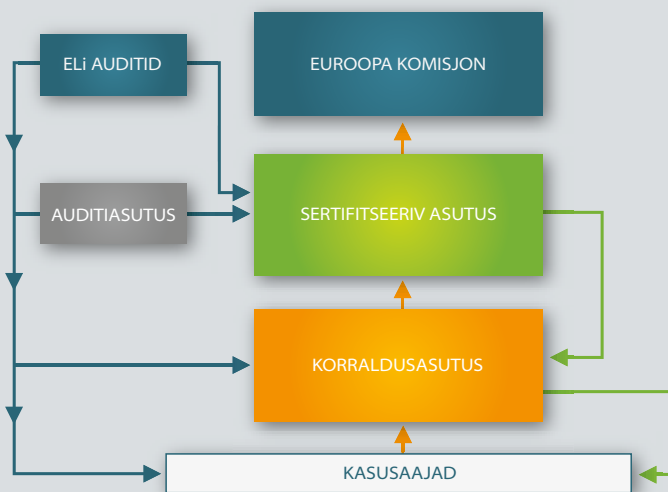 ELi AUDITID
EUROOPA KOMISJON
AUDITIASUTUS
SERTIFITSEERIV ASUTUS
KORRALDUSASUTUS
KASUSAAJAD